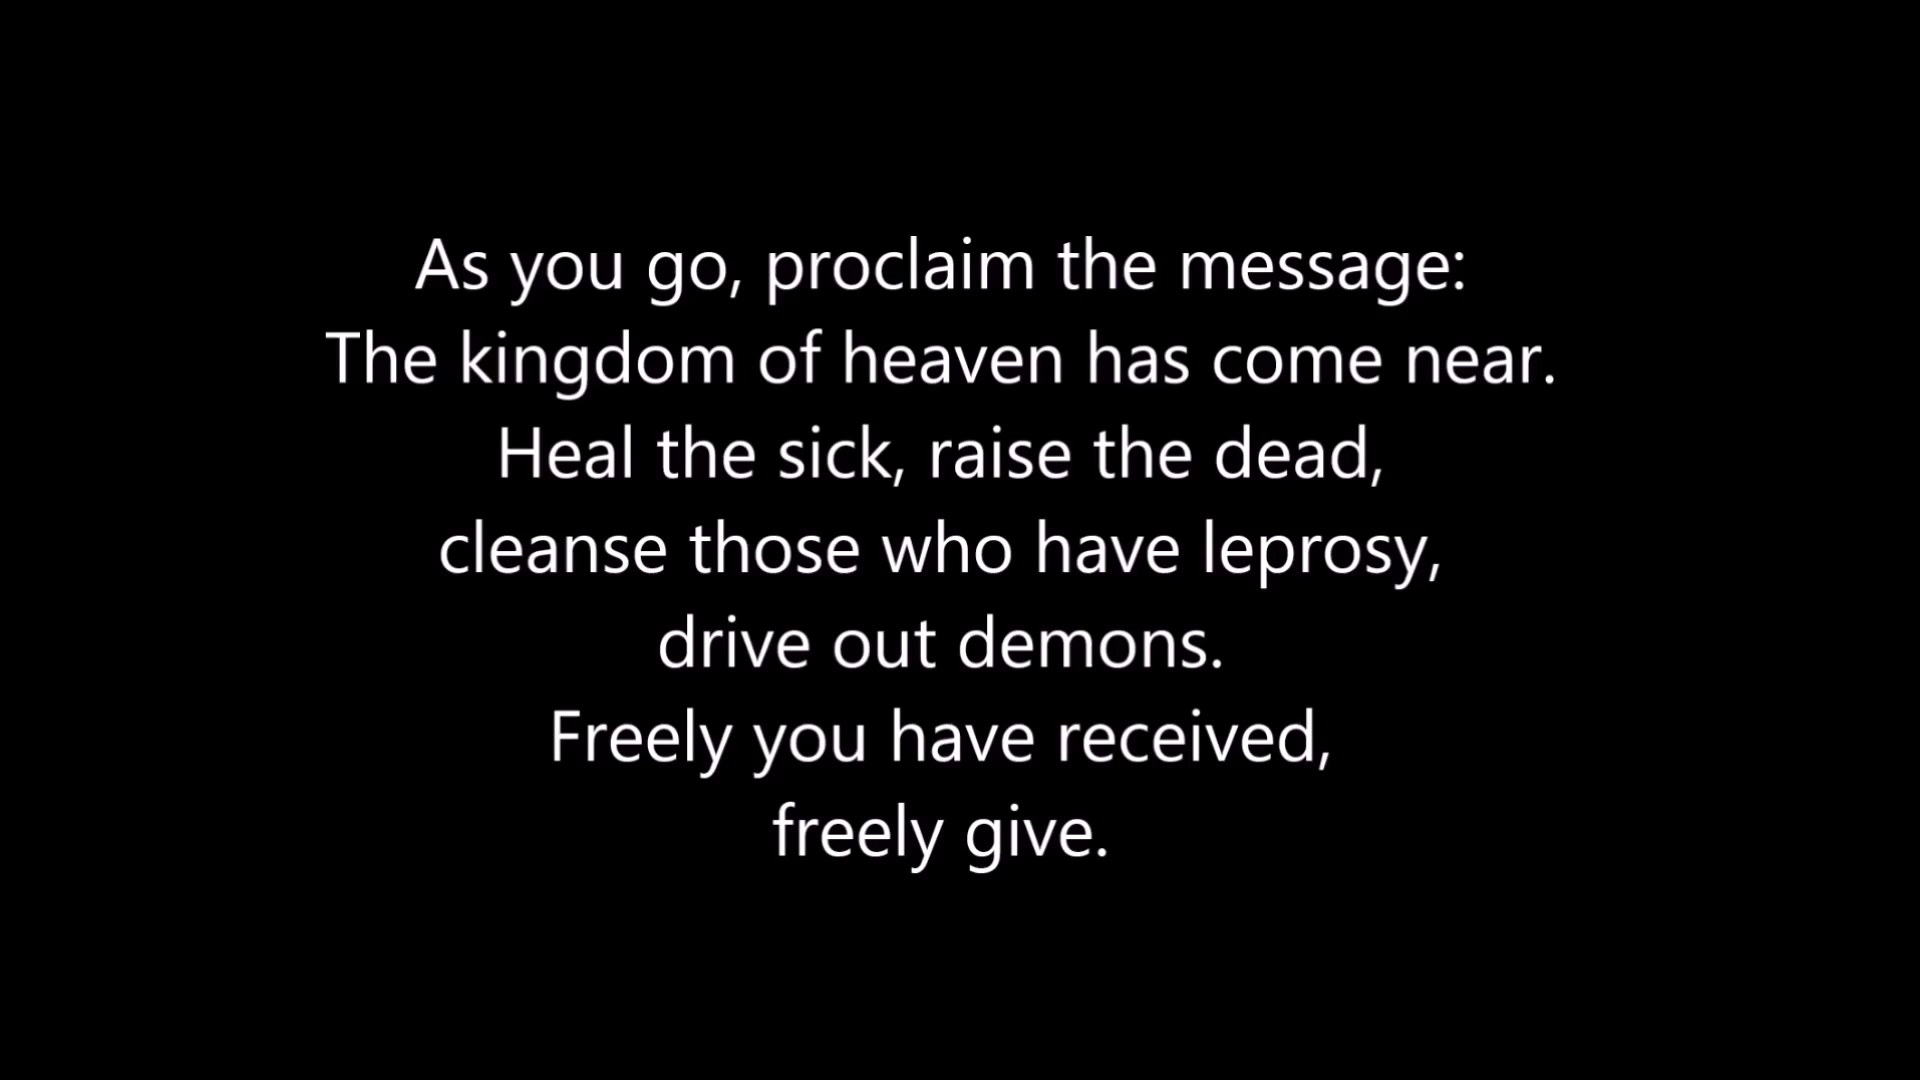 As you go, proclaim the message:
The kingdom of heaven has come near.
Heal the sick, raise the dead,
cleanse those who have leprosy,
drive out demons.
Freely you have received,
freely give.